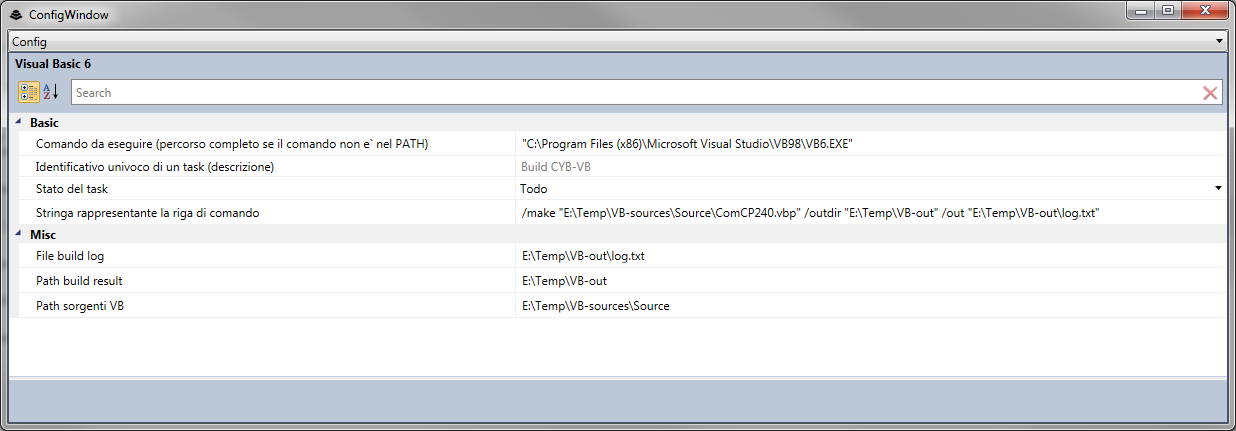 ConfigWindow
Config
Visual Basic 6
A
Z
Search
Basic
Comando da eseguire (percorso completo se il comando non e` nel PATH) "C:\Program Files (x86)\Microsoft Visual Studio\VB98\VB6.EXE"
Identificativo univoco di un task (descrizione) Build CYB-VB
Stato del task Todo
Stringa rappresentante la riga di comando /make "E:\Temp\VB-sources\Source\ComCP240.vbp" /outdir "E:\Temp\VB-out" /out "E:\Temp\VB-out\log.txt"
Misc
File build log E:\Temp\VB-out\log.txt
Path build result E:\Temp\VB-out
Path sorgenti VB E:\Temp\VB-sources\Source